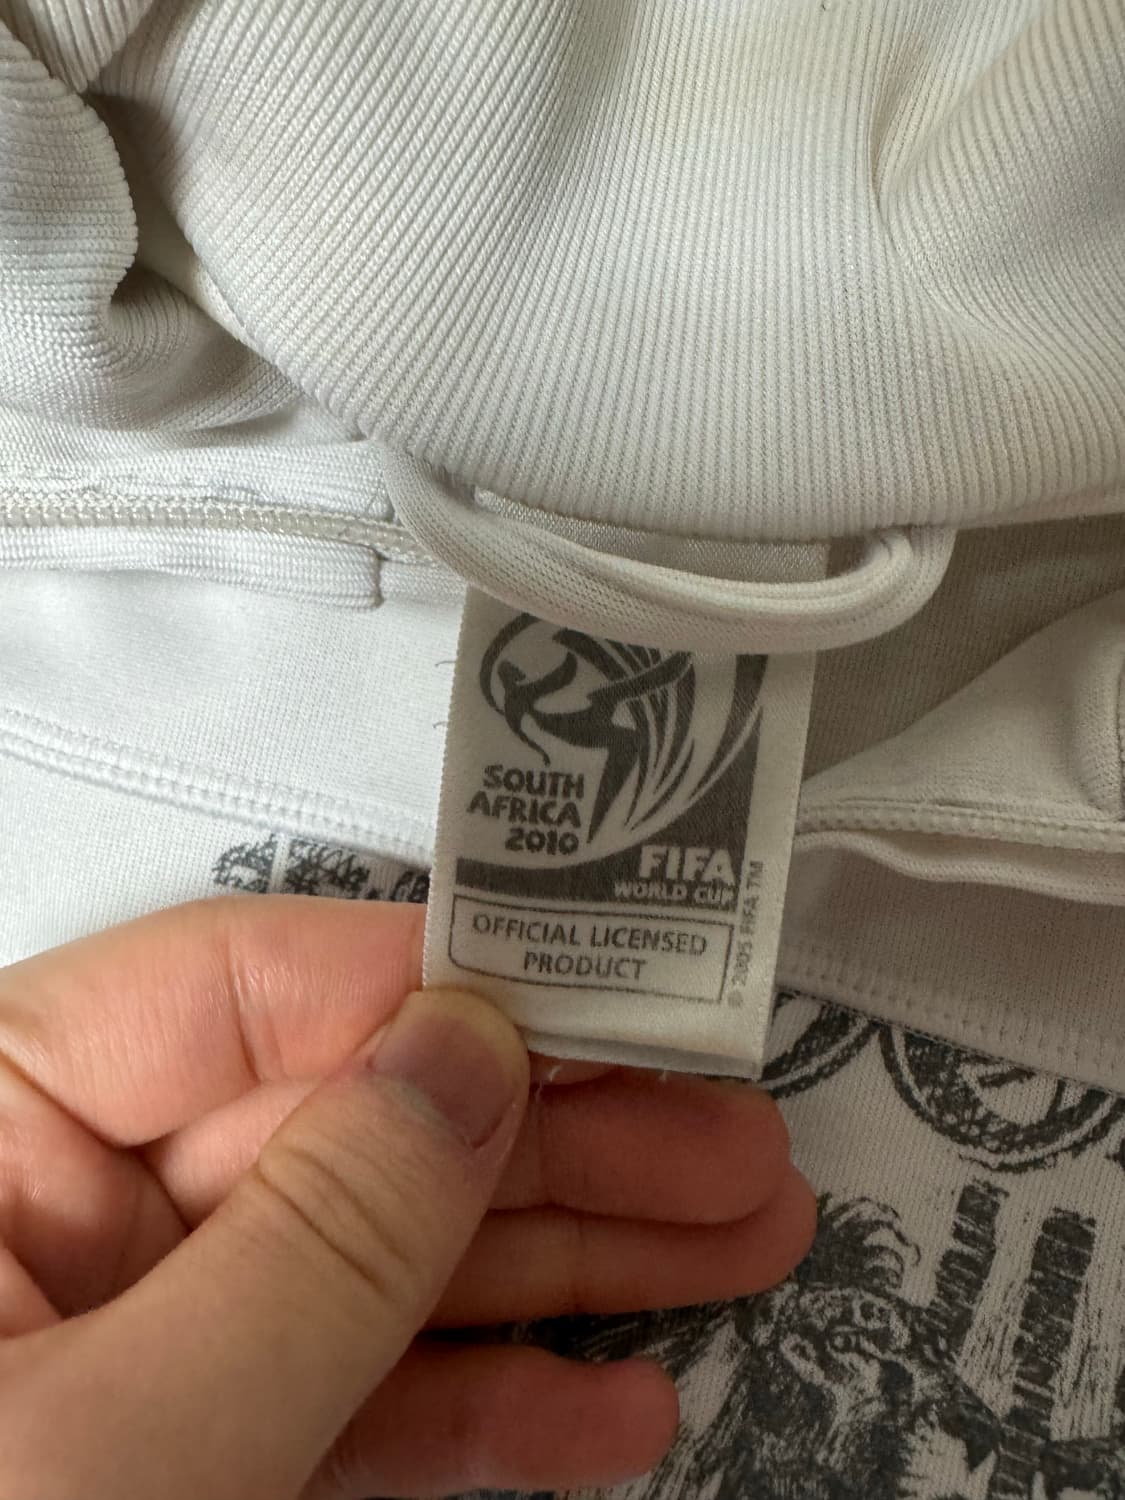 SOUTH
AFRICA
2010
FIFA
WORLD CUP
OFFICIAL LICENSED
PRODUCT
© 2005 FIFA TM